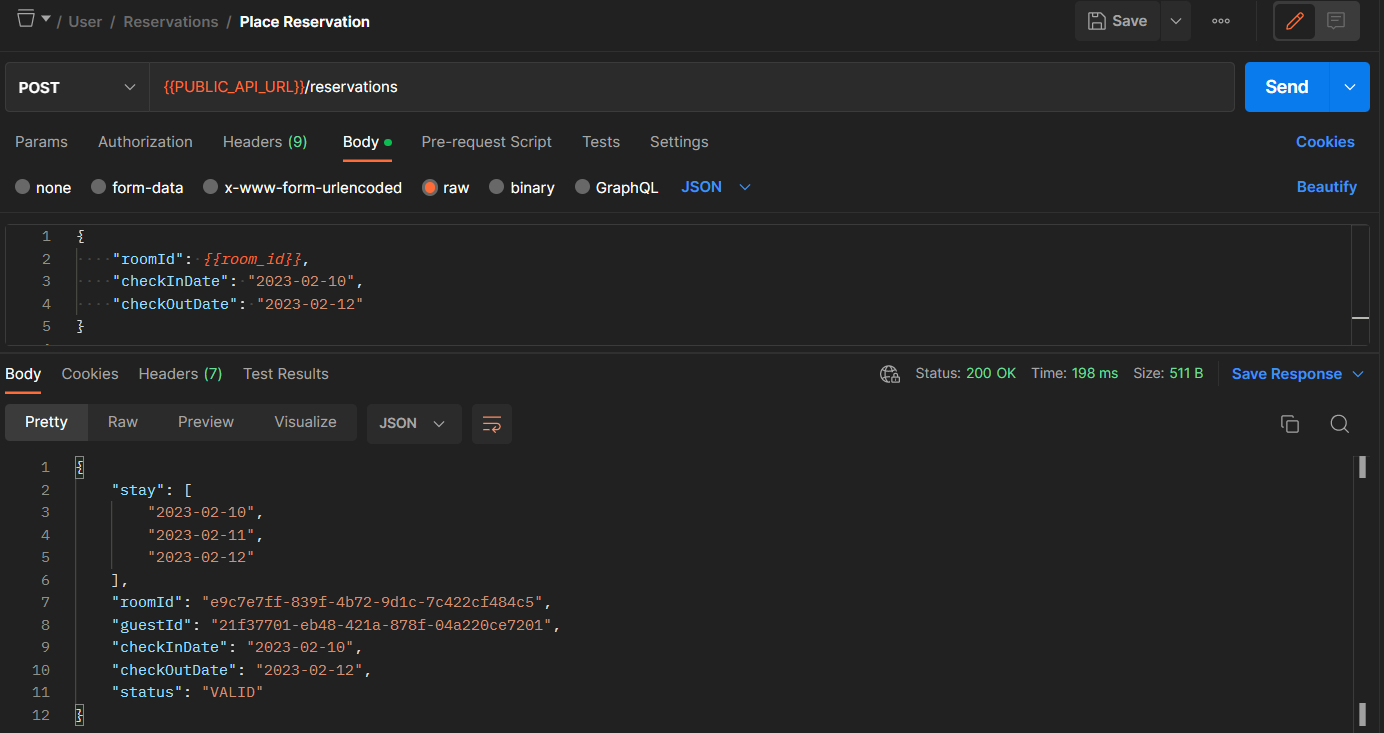 / User / Reservations / Place Reservation Save
POST {{PUBLIC_API_URL}}/reservations Send
Params Authorization Headers (9) Body Pre-request Script Tests Settings Cookies
none form-data x-www-form-urlencoded raw binary GraphQL JSON Beautify
1 {
2 "roomId": {{room_id}},
3 "checkInDate": "2023-02-10",
4 "checkOutDate": "2023-02-12"
5 }
Body Cookies Headers (7) Test Results Status: 200 OK Time: 198 ms Size: 511 B Save Response
Pretty Raw Preview Visualize JSON
1 {
2 "stay": [
3 "2023-02-10",
4 "2023-02-11",
5 "2023-02-12"
6 ],
7 "roomId": "e9c7e7ff-839f-4b72-9d1c-7c422cf484c5",
8 "guestId": "21f37701-eb48-421a-878f-04a220ce7201",
9 "checkInDate": "2023-02-10",
10 "checkOutDate": "2023-02-12",
11 "status": "VALID"
12 }